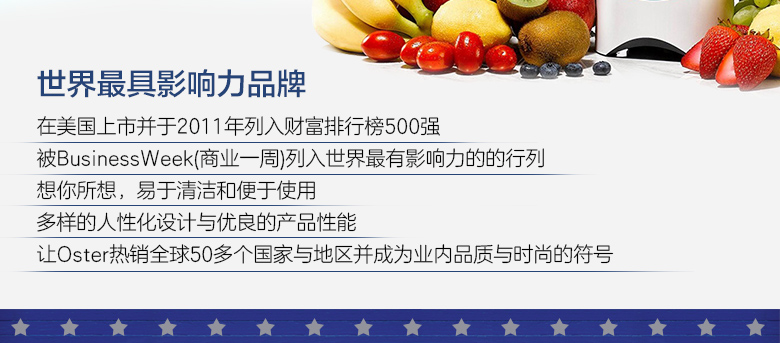 世界最具影响力品牌
在美国上市并于2011年列入财富排行榜500强
被BusinessWeek(商业一周)列入世界最有影响力的的行列
想你所想，易于清洁和便于使用
多样的人性化设计与优良的产品性能
让Oster热销全球50多个国家与地区并成为业内品质与时尚的符号